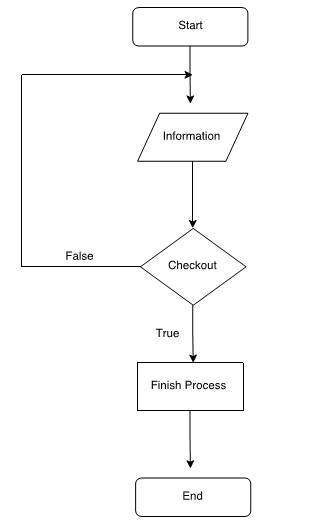 Start
Information
Checkout
False
True
Finish Process
End